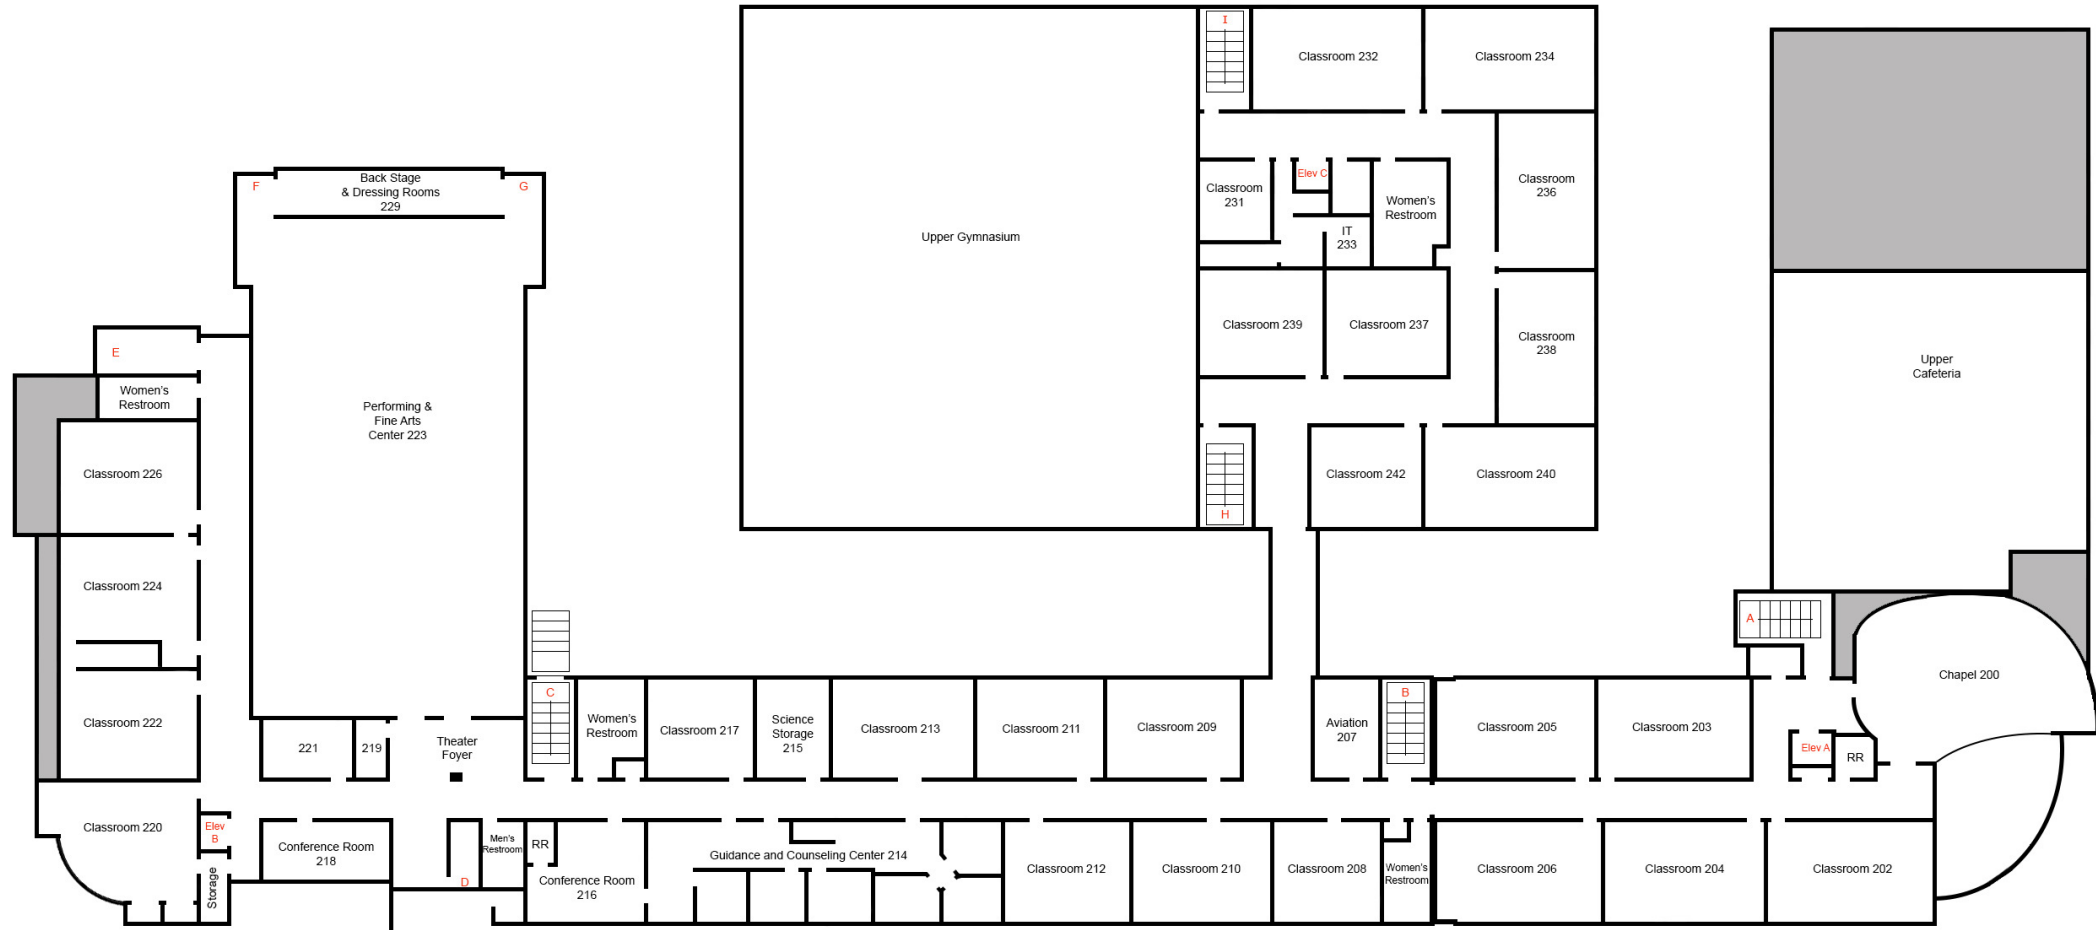 I
Classroom 232
Classroom 234
Elev C
Classroom
231
Women's
Restroom
IT
233
Classroom
236
F
Back Stage
& Dressing Rooms
229
G
Upper Gymnasium
Classroom 239
Classroom 237
Classroom
238
Upper
Cafeteria
E
Women's
Restroom
Performing &
Fine Arts
Center 223
Classroom 226
Classroom 242
Classroom 240
H
Classroom 224
A
Chapel 200
Classroom 222
C
Women's
Restroom
Classroom 217
Science
Storage
215
Classroom 213
Classroom 211
Classroom 209
Aviation
207
B
Classroom 205
Classroom 203
Elev A
RR
221
219
Theater
Foyer
Classroom 220
Elev
B
Storage
Conference Room
218
D
Men's
Restroom
RR
Conference Room
216
Guidance and Counseling Center 214
Classroom 212
Classroom 210
Classroom 208
Women's
Restroom
Classroom 206
Classroom 204
Classroom 202